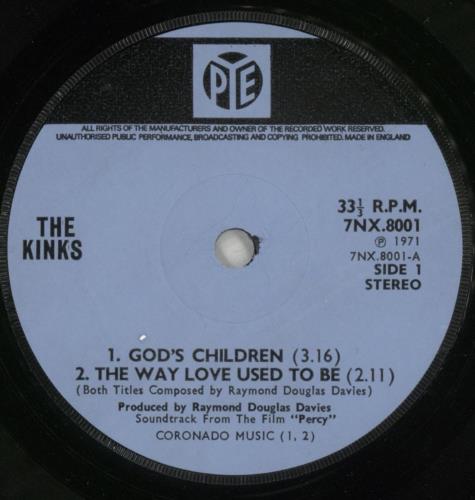 PYE
ALL RIGHTS OF THE MANUFACTURERS AND OWNER OF THE RECORDED WORK RESERVED.
UNAUTHORISED PUBLIC PERFORMANCE, BROADCASTING AND COPYING PROHIBITED. MADE IN ENGLAND
THE
KINKS
33⅓ R.P.M.
7NX.8001
Ⓟ 1971
7NX.8001-A
SIDE 1
STEREO
1. GOD'S CHILDREN (3.16)
2. THE WAY LOVE USED TO BE (2.11)
(Both Titles Composed by Raymond Douglas Davies)
Produced by Raymond Douglas Davies
Soundtrack From The Film "Percy"
CORONADO MUSIC (1, 2)